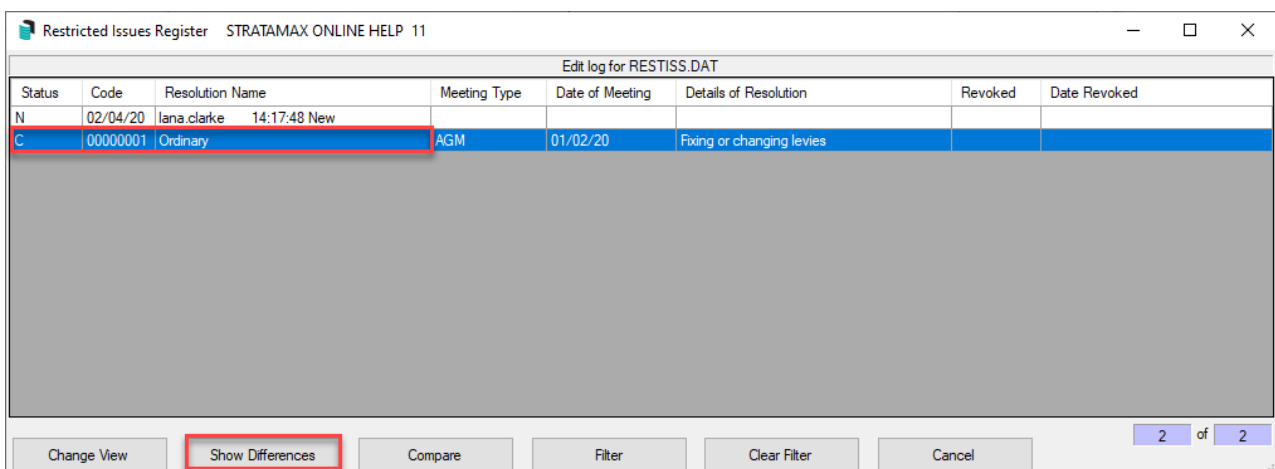 Restricted Issues Register STRATAMAX ONLINE HELP 11
Edit log for RESTISS.DAT
Status Code Resolution Name Meeting Type Date of Meeting Details of Resolution Revoked Date Revoked
N 02/04/20 lana.clarke 14:17:48 New
C 00000001 Ordinary AGM 01/02/20 Fixing or changing levies
2 of 2
Change View Show Differences Compare Filter Clear Filter Cancel